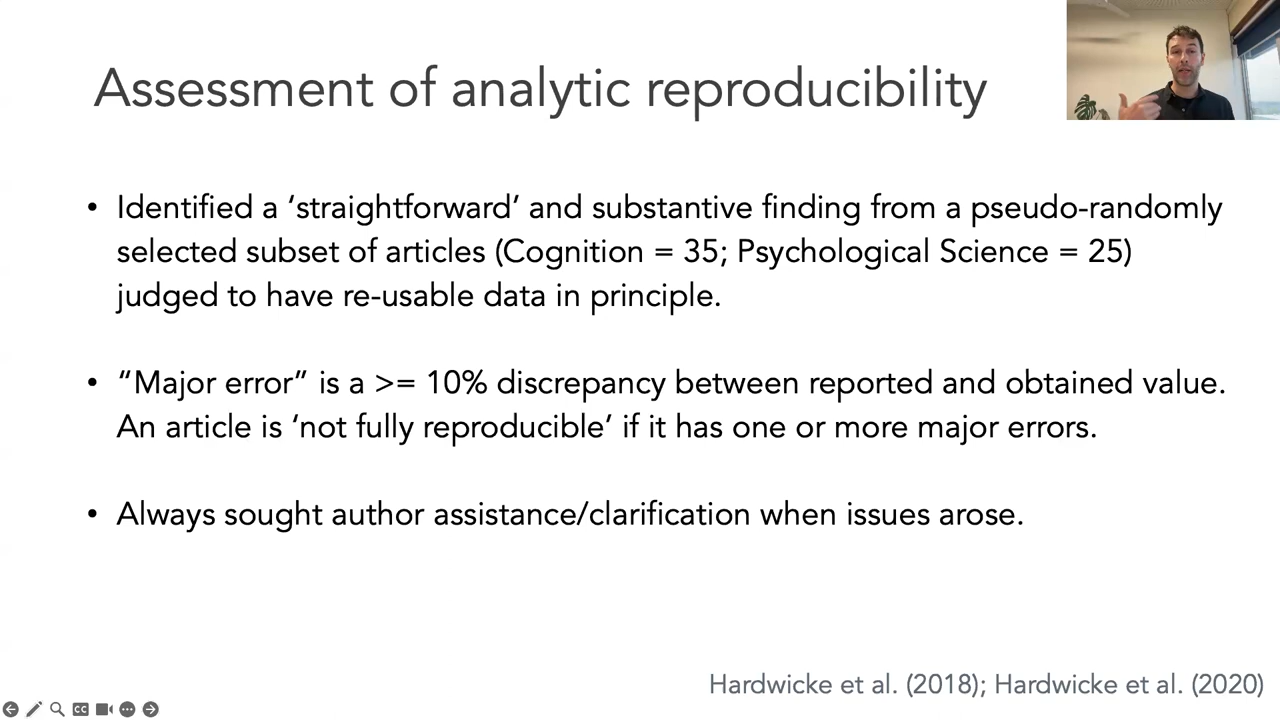 Assessment of analytic reproducibility
• Identified a ‘straightforward’ and substantive finding from a pseudo-randomly
selected subset of articles (Cognition = 35; Psychological Science = 25)
judged to have re-usable data in principle.
• “Major error” is a >= 10% discrepancy between reported and obtained value.
An article is ‘not fully reproducible’ if it has one or more major errors.
• Always sought author assistance/clarification when issues arose.
Hardwicke et al. (2018); Hardwicke et al. (2020)
CC